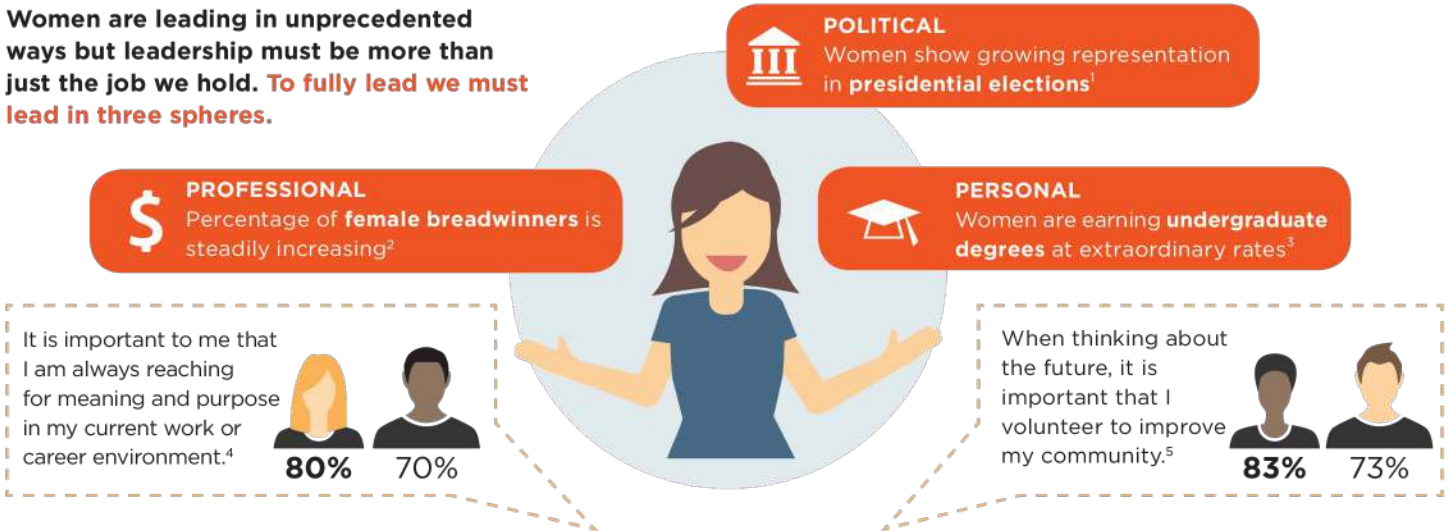 Women are leading in unprecedented
ways but leadership must be more than
just the job we hold. To fully lead we must
lead in three spheres.
POLITICAL
Women show growing representation
in presidential elections¹
$
PROFESSIONAL
Percentage of female breadwinners is
steadily increasing²
PERSONAL
Women are earning undergraduate
degrees at extraordinary rates³
It is important to me that
I am always reaching
for meaning and purpose
in my current work or
career environment.⁴
80% 70%
When thinking about
the future, it is
important that I
volunteer to improve
my community.⁵
83% 73%